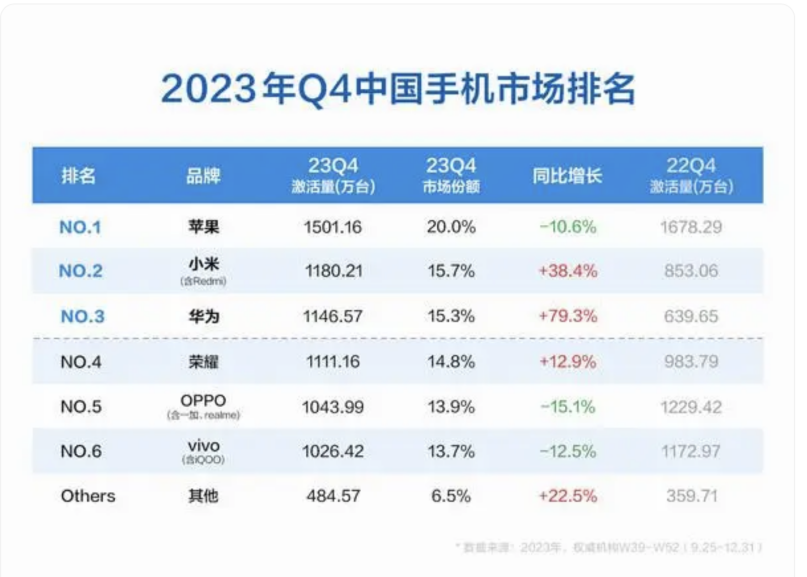 2023年Q4中国手机市场排名
排名 品牌 23Q4 激活量(万台) 23Q4 市场份额 同比增长 22Q4 激活量(万台)
NO.1 苹果 1501.16 20.0% -10.6% 1678.29
NO.2 小米 (含Redmi) 1180.21 15.7% +38.4% 853.06
NO.3 华为 1146.57 15.3% +79.3% 639.65
NO.4 荣耀 1111.16 14.8% +12.9% 983.79
NO.5 OPPO (含一加、realme) 1043.99 13.9% -15.1% 1229.42
NO.6 vivo (含iQOO) 1026.42 13.7% -12.5% 1172.97
Others 其他 484.57 6.5% +22.5% 359.71
*数据来源：2023年，权威机构W39-W52（9.25-12.31）